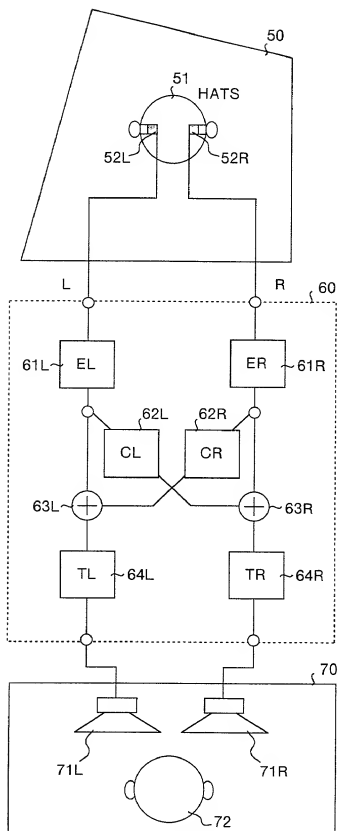 50
51
HATS
52L 52R
L R
60
61L EL ER 61R
62L 62R
CL CR
63L + + 63R
TL 64L TR 64R
70
71L 71R
72